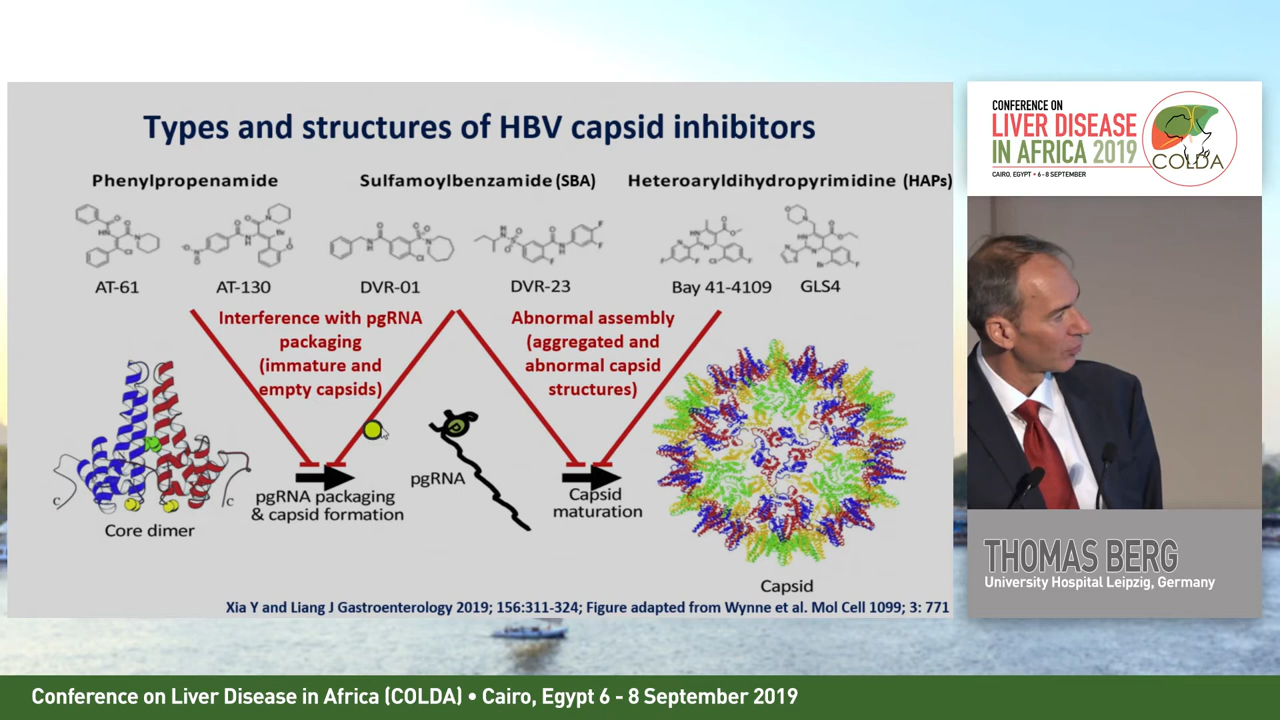 Types and structures of HBV capsid inhibitors
Phenylpropenamide
Sulfamoylbenzamide (SBA)
Heteroaryldihydropyrimidine (HAPs)
AT-61
AT-130
DVR-01
DVR-23
Bay 41-4109
GLS4
Interference with pgRNA
packaging
(immature and
empty capsids)
Abnormal assembly
(aggregated and
abnormal capsid
structures)
Core dimer
c
c
pgRNA packaging
& capsid formation
pgRNA
Capsid
maturation
Capsid
Xia Y and Liang J Gastroenterology 2019; 156:311-324; Figure adapted from Wynne et al. Mol Cell 1099; 3: 771
CONFERENCE ON
LIVER DISEASE
IN AFRICA 2019
CAIRO, EGYPT • 6 - 8 SEPTEMBER
COLDA
THOMAS BERG
University Hospital Leipzig, Germany
Conference on Liver Disease in Africa (COLDA) • Cairo, Egypt 6 - 8 September 2019